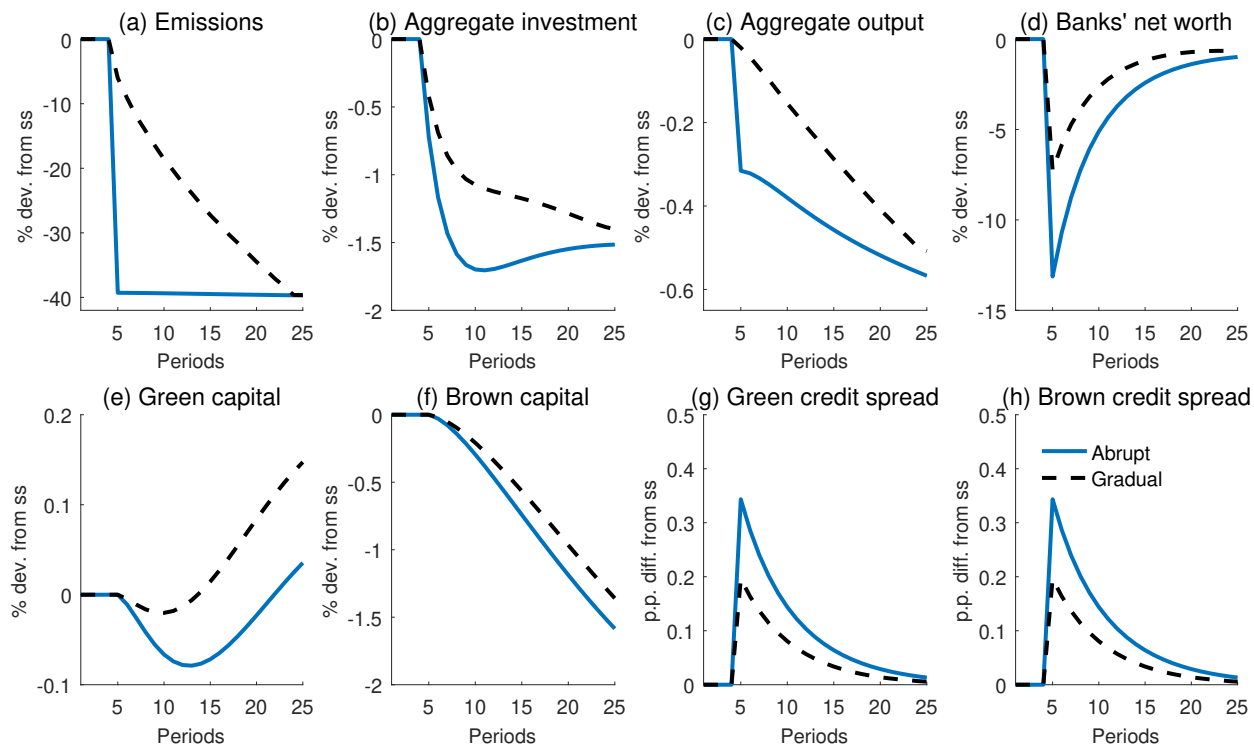 (a) Emissions
% dev. from ss
0
-10
-20
-30
-40
5 10 15 20 25
Periods
(b) Aggregate investment
% dev. from ss
0
-0.5
-1
-1.5
-2
5 10 15 20 25
Periods
(c) Aggregate output
% dev. from ss
0
-0.2
-0.4
-0.6
5 10 15 20 25
Periods
(d) Banks' net worth
% dev. from ss
0
-5
-10
-15
5 10 15 20 25
Periods
(e) Green capital
% dev. from ss
0.2
0.1
0
-0.1
5 10 15 20 25
Periods
(f) Brown capital
% dev. from ss
0
-0.5
-1
-1.5
-2
5 10 15 20 25
Periods
(g) Green credit spread
p.p. diff. from ss
0.5
0.4
0.3
0.2
0.1
0
5 10 15 20 25
Periods
(h) Brown credit spread
p.p. diff. from ss
0.5
0.4
0.3
0.2
0.1
0
Abrupt
Gradual
5 10 15 20 25
Periods